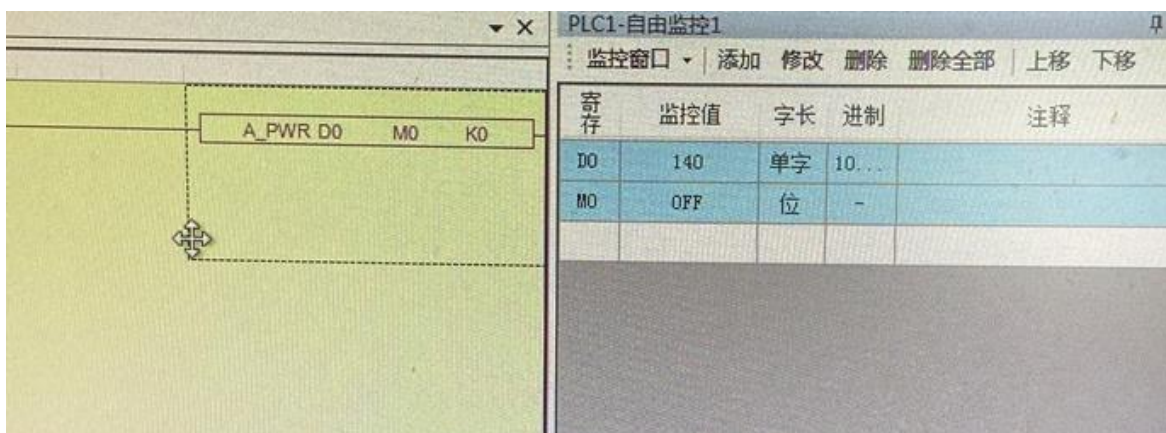 PLC1-自由监控1
监控窗口 添加 修改 删除 删除全部 上移 下移
A_PWR D0 M0 K0
寄存 监控值 字长 进制 注释
D0 140 单字 10...
M0 OFF 位 -